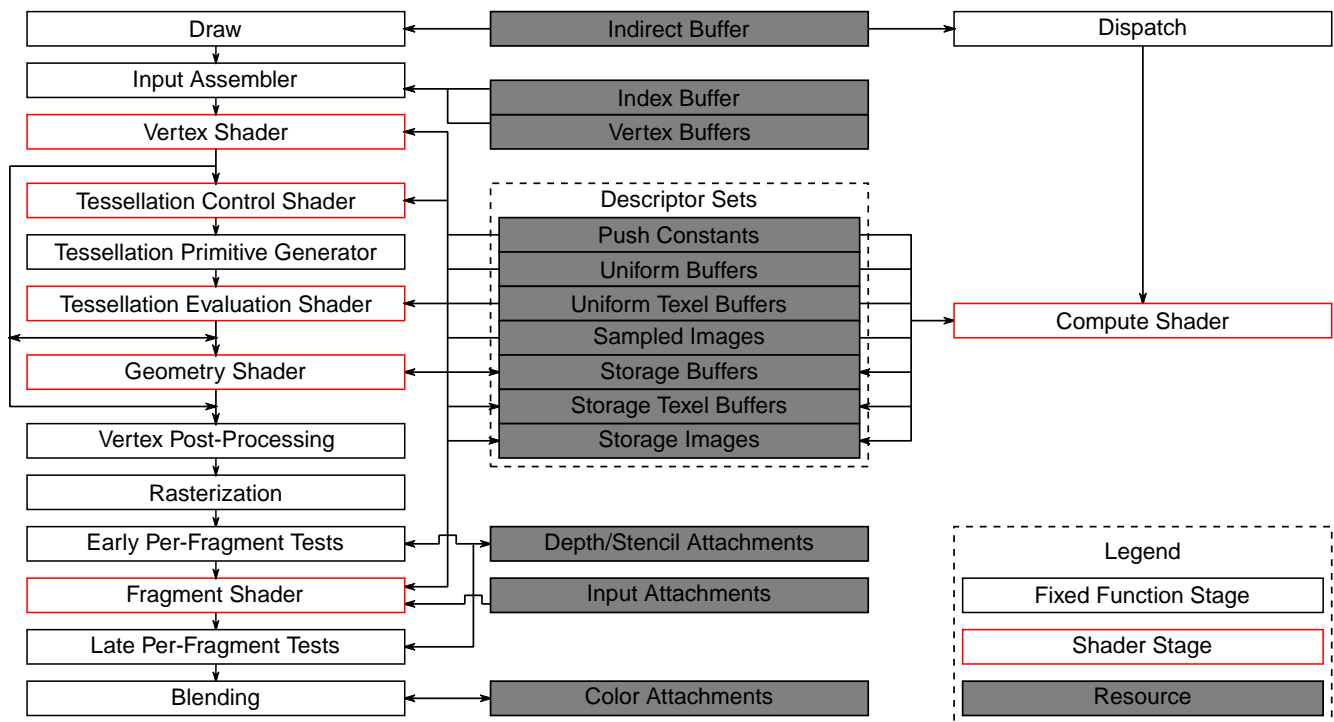 Draw
Indirect Buffer
Dispatch
Input Assembler
Index Buffer
Vertex Shader
Vertex Buffers
Tessellation Control Shader
Descriptor Sets
Push Constants
Tessellation Primitive Generator
Uniform Buffers
Tessellation Evaluation Shader
Uniform Texel Buffers
Compute Shader
Sampled Images
Geometry Shader
Storage Buffers
Storage Texel Buffers
Vertex Post-Processing
Storage Images
Rasterization
Early Per-Fragment Tests
Depth/Stencil Attachments
Legend
Fragment Shader
Input Attachments
Fixed Function Stage
Late Per-Fragment Tests
Shader Stage
Blending
Color Attachments
Resource